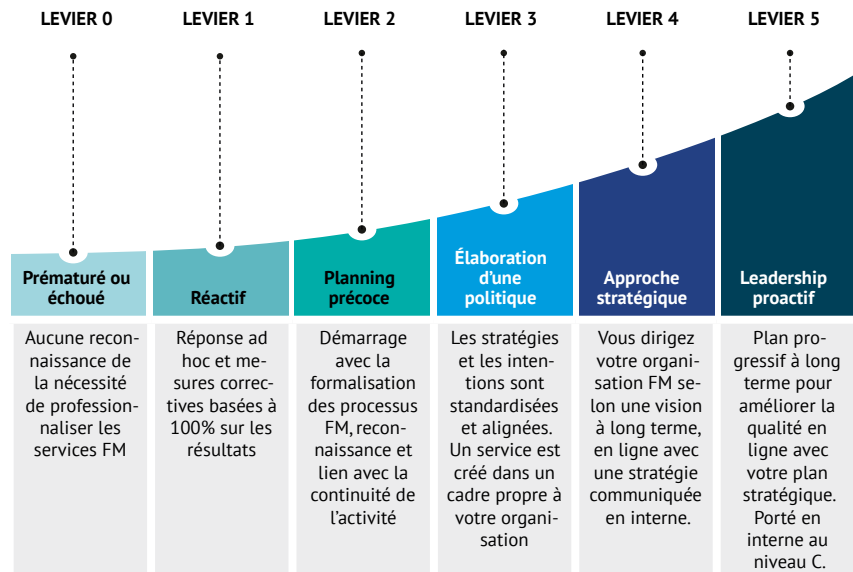 LEVIER 0
LEVIER 1
LEVIER 2
LEVIER 3
LEVIER 4
LEVIER 5
Prématuré ou
échoué
Réactif
Planning
précoce
Élaboration
d'une
politique
Approche
stratégique
Leadership
proactif
Aucune recon-
naissance de
la nécessité
de profession-
naliser les
services FM
Réponse ad
hoc et me-
sures correc-
tives basées à
100% sur les
résultats
Démarrage
avec la
formalisation
des processus
FM, recon-
naissance et
lien avec la
continuité de
l'activité
Les stratégies
et les inten-
tions sont
standardisées
et alignées.
Un service est
créé dans un
cadre propre à
votre organi-
sation
Vous dirigez
votre organi-
sation FM se-
lon une vision
à long terme,
en ligne avec
une stratégie
communiquée
en interne.
Plan pro-
gressif à long
terme pour
améliorer la
qualité en
ligne avec
votre plan
stratégique.
Porté en
interne au
niveau C.